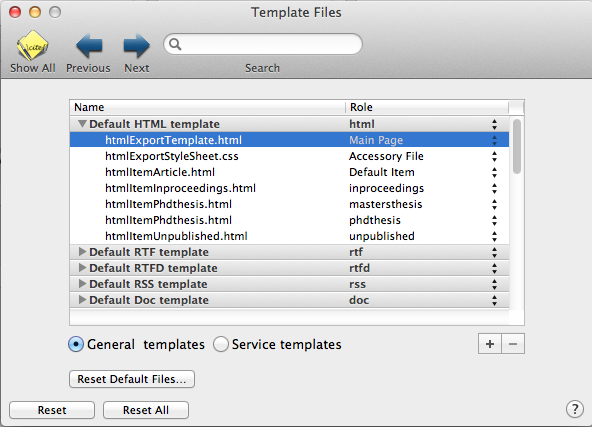 Template Files
Show All Previous Next Search
Name Role
Default HTML template html
htmlExportTemplate.html Main Page
htmlExportStyleSheet.css Accessory File
htmlItemArticle.html Default Item
htmlItemInproceedings.html inproceedings
htmlItemPhdthesis.html mastersthesis
htmlItemPhdthesis.html phdthesis
htmlItemUnpublished.html unpublished
Default RTF template rtf
Default RTFD template rtfd
Default RSS template rss
Default Doc template doc
General templates Service templates + −
Reset Default Files...
Reset Reset All ?